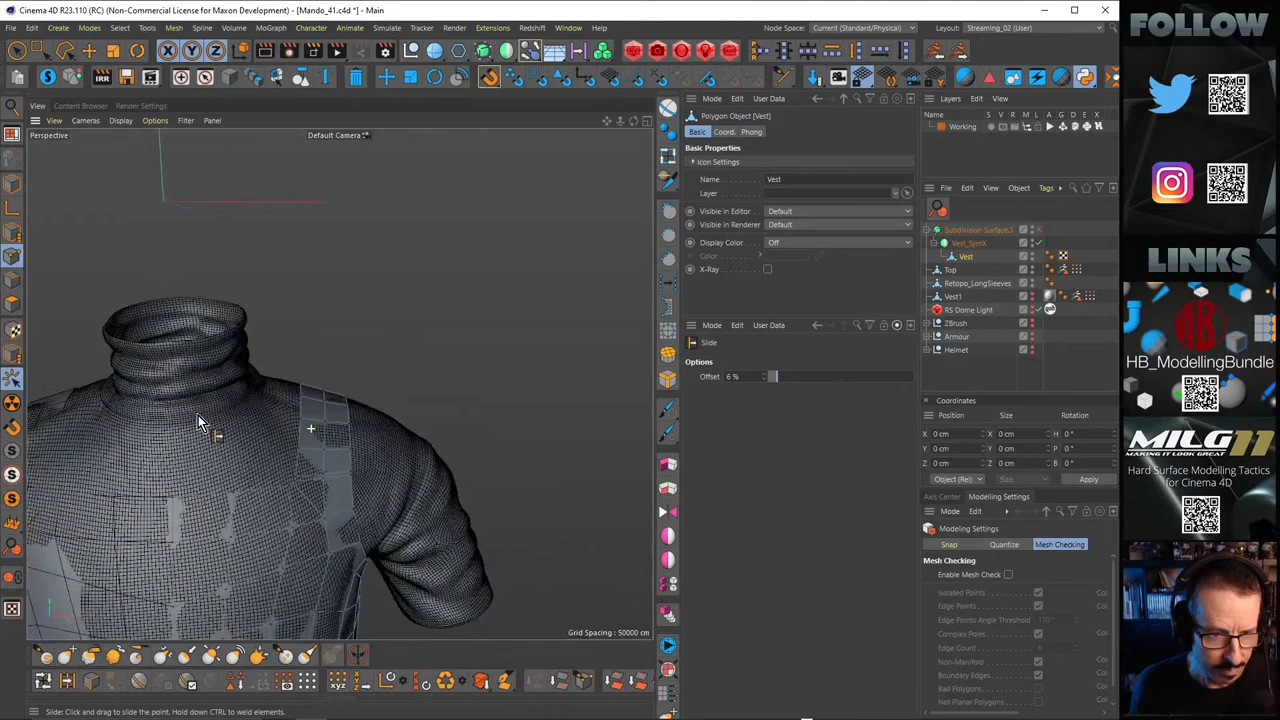 Cinema 4D R23.110 (RC) (Non-Commercial License for Maxon Development) - [Mando_41.c4d *] - Main
File Edit Create Modes Select Tools Mesh Spline Volume MoGraph Character Animate Simulate Tracker Render Extensions Redshift Window Help
Node Space: Current (Standard/Physical) Layout: Streaming_02 (User)
View Content Browser Render Settings
View Cameras Display Options Filter Panel
Perspective
Default Camera
Grid Spacing : 50000 cm
Slide: Click and drag to slide the point. Hold down CTRL to weld elements.
Mode Edit User Data
Polygon Object [Vest]
Basic Coord. Phong
Basic Properties
Icon Settings
Name Vest
Layer
Visible in Editor Default
Visible in Renderer Default
Display Color Off
Color
X-Ray
Mode Edit User Data
Slide
Options
Offset 6 %
Layers Edit View
Name S V R M L A G D E X
Working
File Edit View Object Tags
Subdivision Surface.3
Vest_SymX
Vest
Top
Retopo_LongSleeves
Vest1
RS Dome Light
ZBrush
Armour
Helmet
Coordinates
Position Size Rotation
X 0 cm X 0 cm H 0 °
Y 0 cm Y 0 cm P 0 °
Z 0 cm Z 0 cm B 0 °
Object (Rel) Size Apply
Axis Center Modelling Settings
Mode Edit
Modeling Settings
Snap Quantize Mesh Checking
Mesh Checking
Enable Mesh Check
Isolated Points Col
Edge Points Col
Edge Points Angle Threshold 170 °
Complex Poles Col
Edge Count 8
Non-Manifold Col
Boundary Edges Col
Bad Polygons Col
Not Planar Polygons Col
FOLLOW
LINKS
HB_ModellingBundle
MILG11
MAKING IT LOOK GREAT
Hard Surface Modelling Tactics
for Cinema 4D